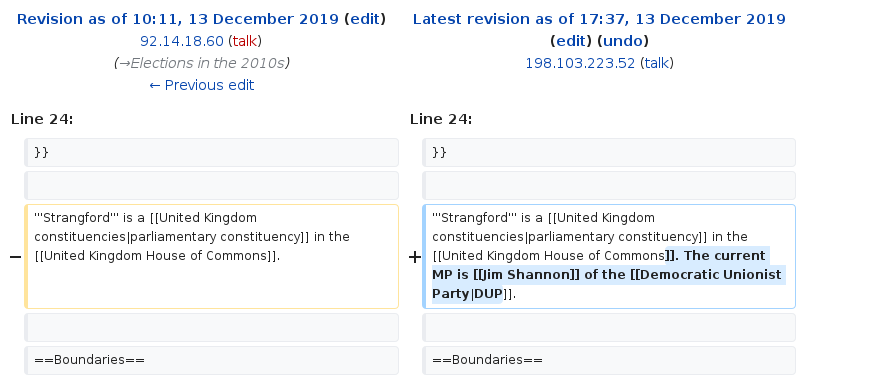 Revision as of 10:11, 13 December 2019 (edit)
92.14.18.60 (talk)
(→Elections in the 2010s)
← Previous edit
Latest revision as of 17:37, 13 December 2019
(edit) (undo)
198.103.223.52 (talk)
Line 24:
Line 24:
}}
}}
−
'''Strangford''' is a [[United Kingdom
constituencies|parliamentary constituency]] in the
[[United Kingdom House of Commons]].
+
'''Strangford''' is a [[United Kingdom
constituencies|parliamentary constituency]] in the
[[United Kingdom House of Commons]]. The current
MP is [[Jim Shannon]] of the [[Democratic Unionist
Party|DUP]].
==Boundaries==
==Boundaries==